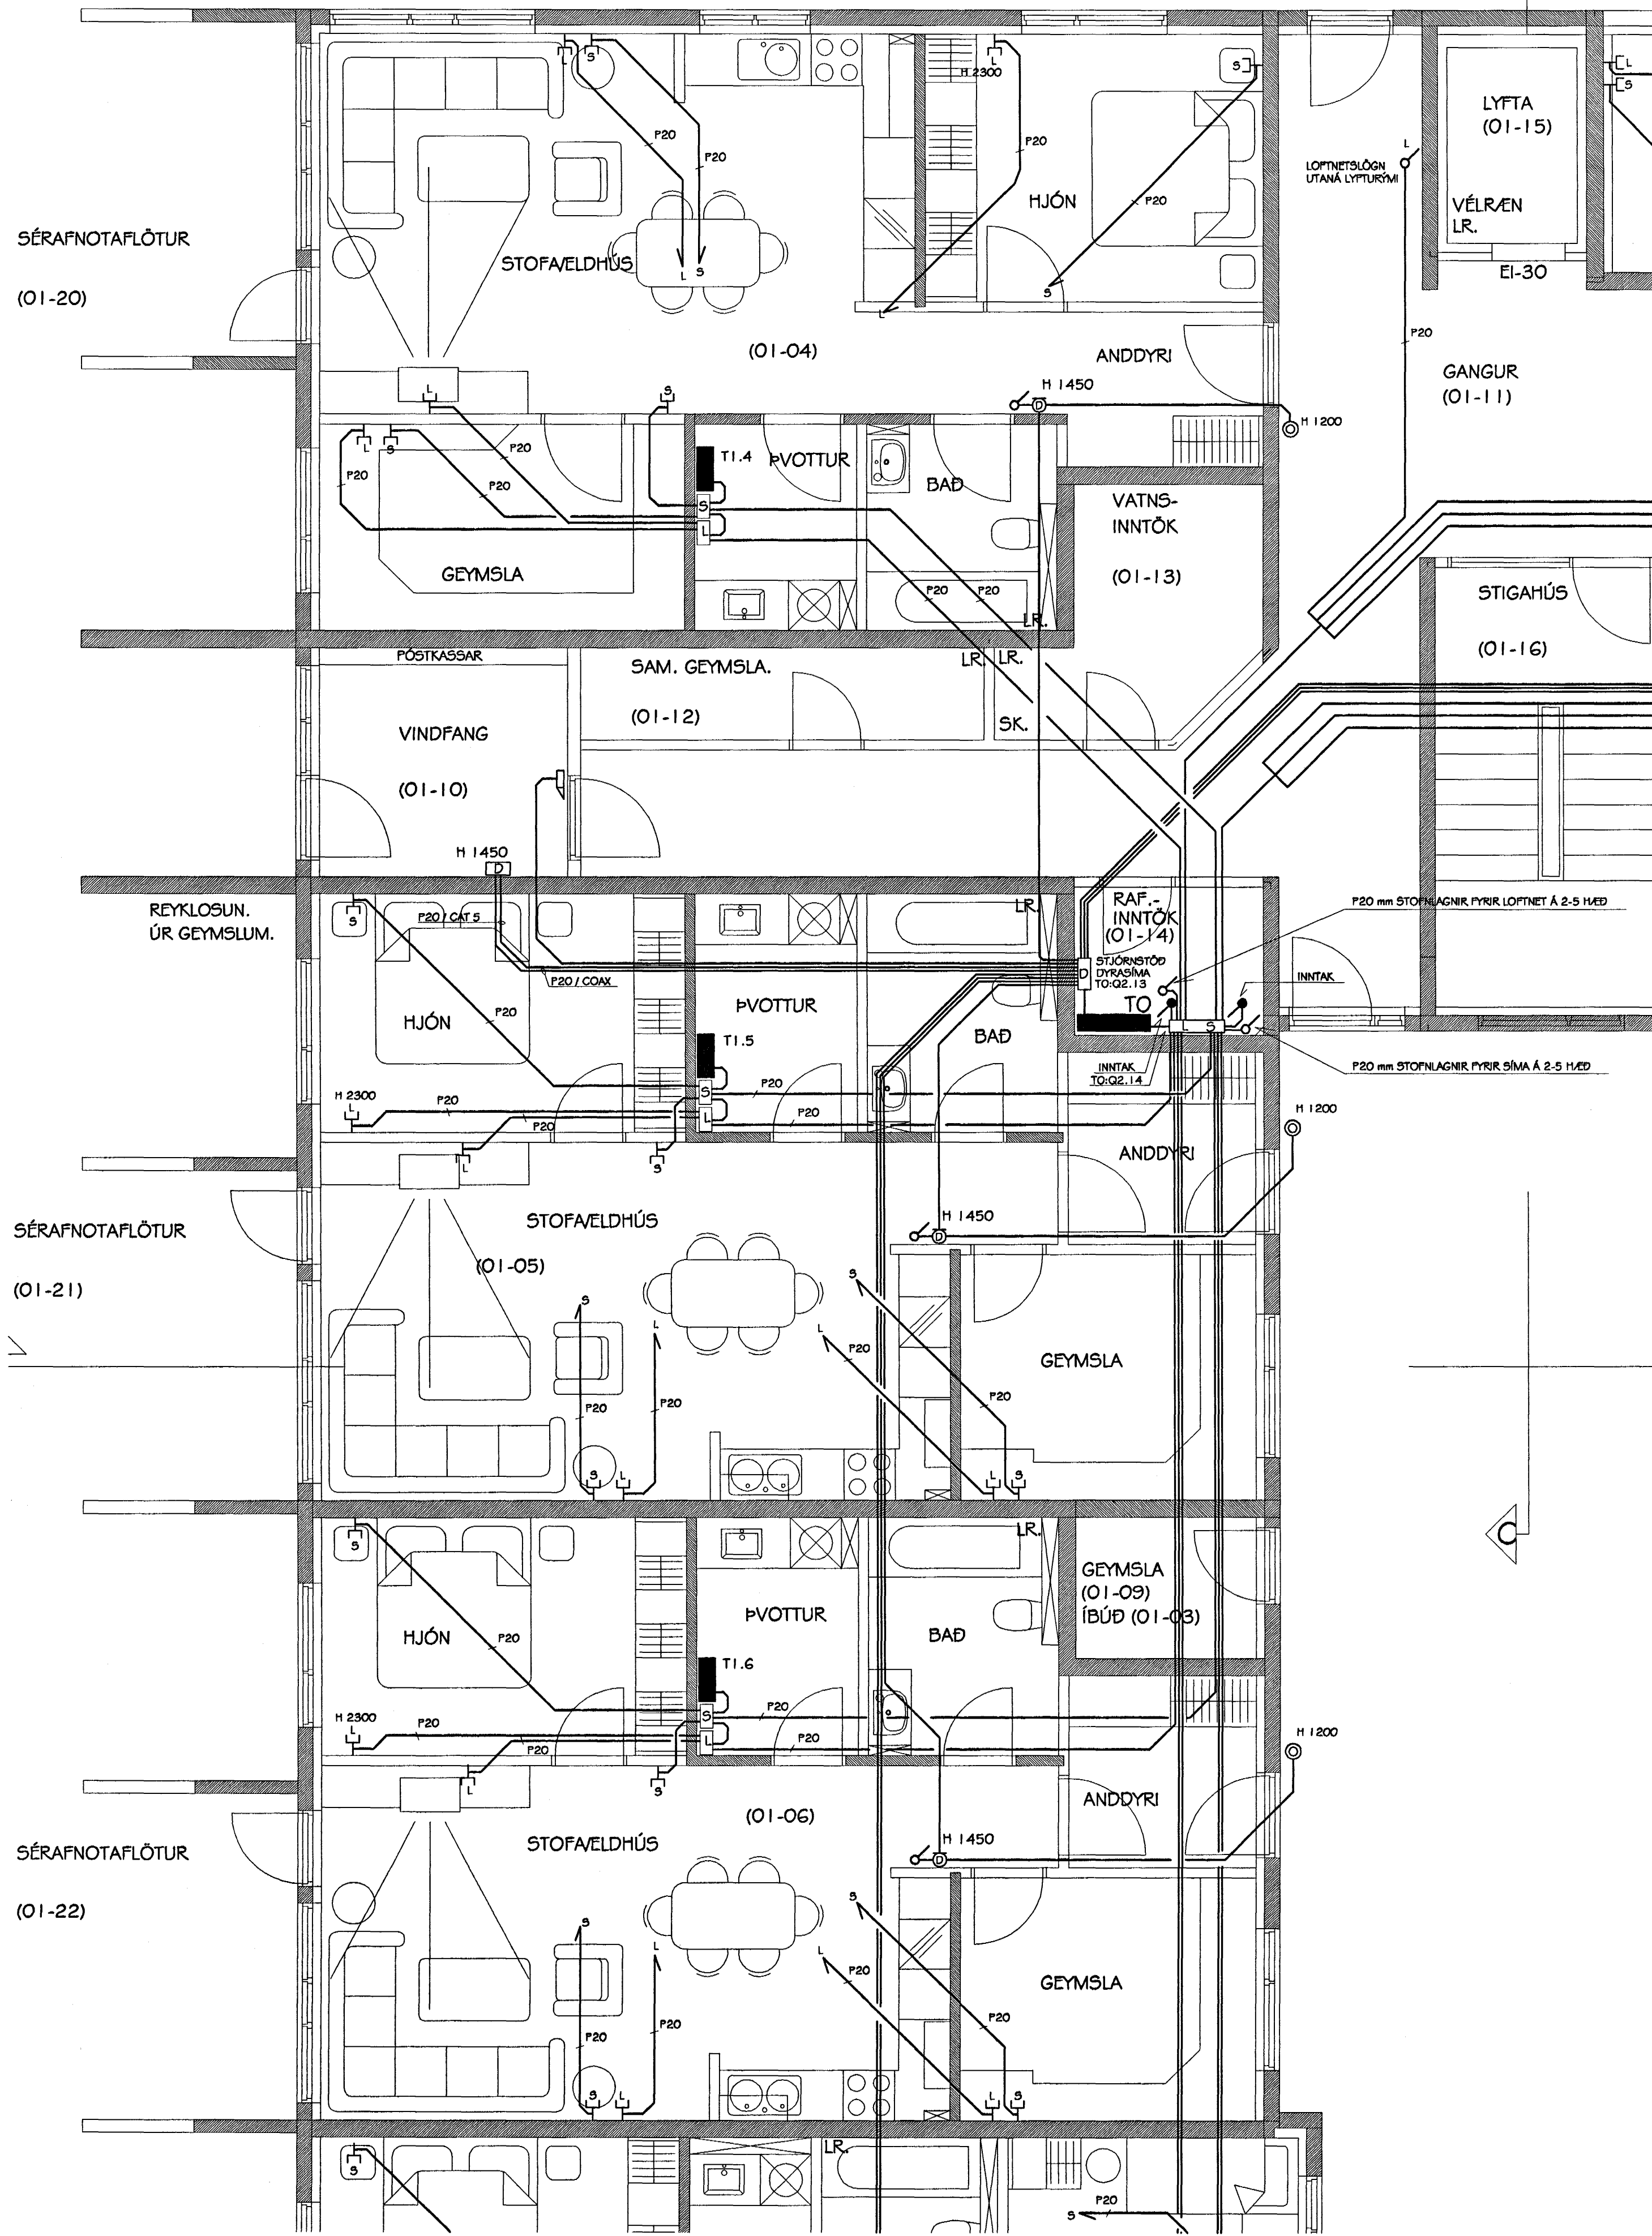 L
S
L
H 2300
S
L
S
P20
P20
P20
P20
HJÓN
LYFTA
(01-15)
L
LOFTNETSLÖGN
UTANÁ LYFTURÝMI
VÉLRÆN
LR.
EI-30
SÉRAFNOTAFLÖTUR
(01-20)
STOFA/ELDHÚS
L
S
S
L
(01-04)
ANDDYRI
P20
GANGUR
(01-11)
L
S
H 1450
D
H 1200
L
S
P20
P20
P20
P20
T1.4
S
L
ÞVOTTUR
BAÐ
VATNS-
INNTÖK
(01-13)
GEYMSLA
P20
P20
LR.
STIGAHÚS
(01-16)
PÓSTKASSAR
SAM. GEYMSLA.
(01-12)
LR.
LR.
SK.
VINDFANG
(01-10)
H 1450
D
REYKLOSUN.
ÚR GEYMSLUM.
S
P20 / CAT 5
P20 / COAX
LR.
RAF.-
INNTÖK
(01-14)
P20 mm STOFNLAGNIR FYRIR LOFTNET Á 2-5 HÆÐ
D
STJÓRNSTÖÐ
DYRASÍMA
TO:Q2.13
INNTAK
HJÓN
P20
ÞVOTTUR
TO
L
S
T1.5
BAÐ
INNTAK
TO:Q2.14
P20 mm STOFNLAGNIR FYRIR SÍMA Á 2-5 HÆÐ
S
L
P20
P20
H 2300
L
P20
P20
H 1200
L
S
ANDDYRI
SÉRAFNOTAFLÖTUR
(01-21)
STOFA/ELDHÚS
(01-05)
H 1450
D
S
L
S
L
P20
P20
P20
P20
GEYMSLA
S
L
L
S
S
LR.
GEYMSLA
(01-09)
ÍBÚÐ (01-03)
HJÓN
P20
ÞVOTTUR
BAÐ
T1.6
S
L
P20
P20
H 2300
L
P20
P20
H 1200
L
S
ANDDYRI
(01-06)
SÉRAFNOTAFLÖTUR
(01-22)
STOFA/ELDHÚS
H 1450
D
S
L
S
L
P20
P20
P20
P20
GEYMSLA
S
L
L
S
S
LR.
P20
S
C